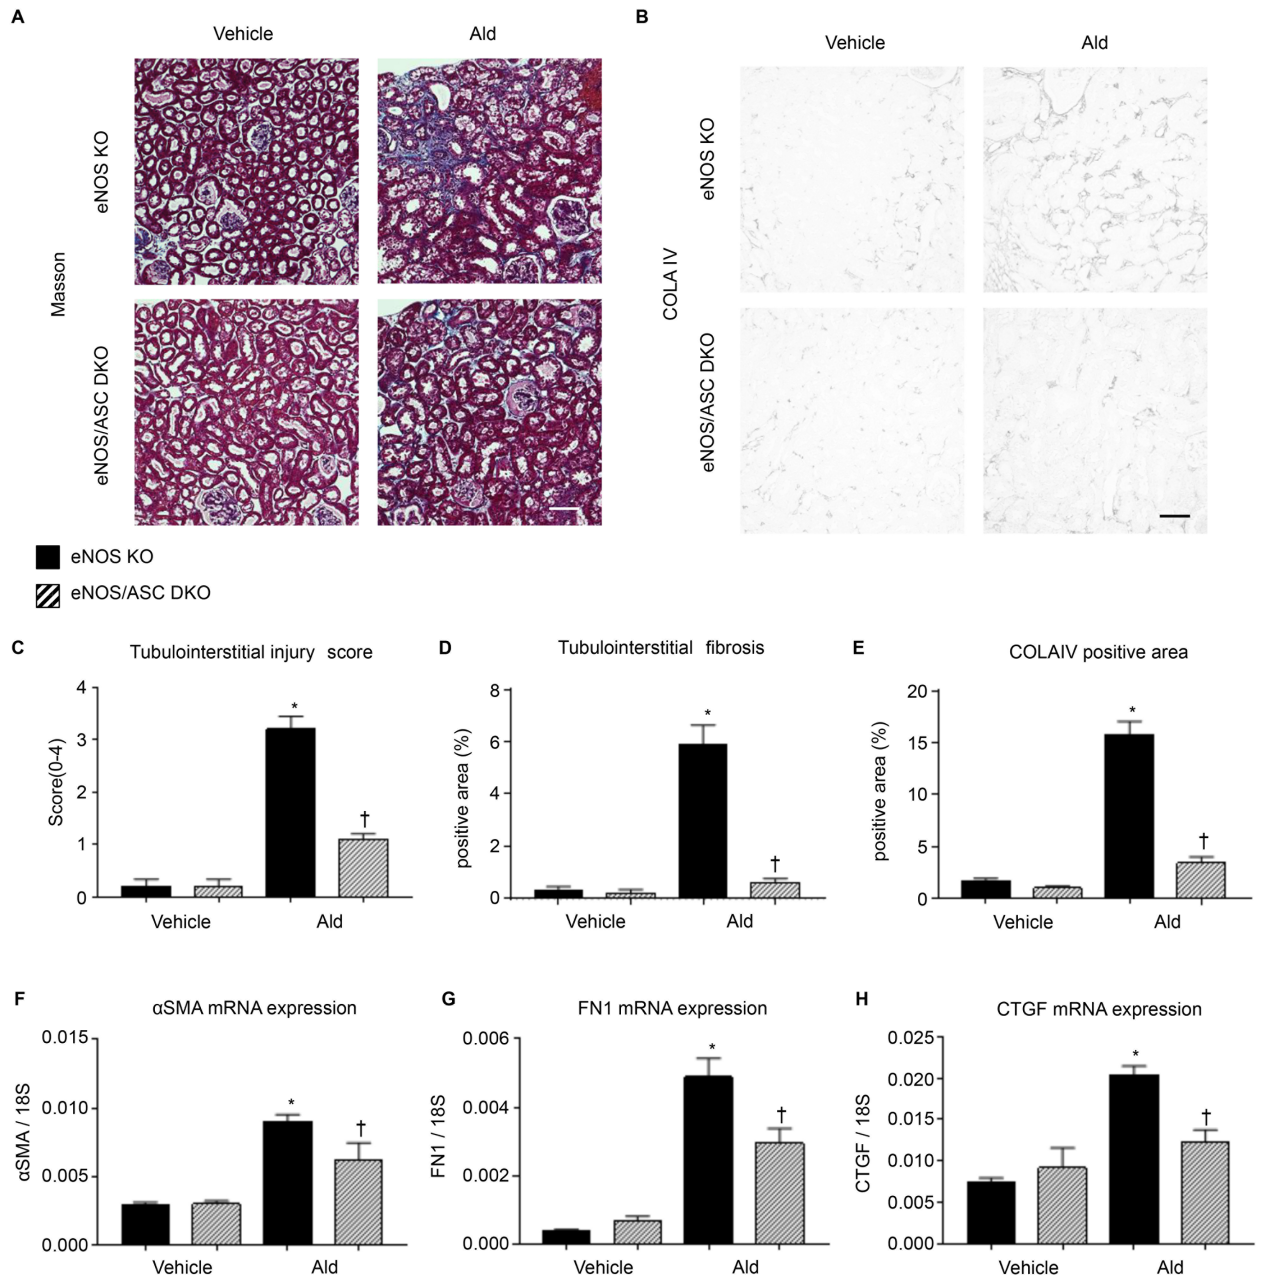 A
Vehicle
Ald
eNOS KO
Masson
eNOS/ASC DKO
B
Vehicle
Ald
eNOS KO
COLA IV
eNOS/ASC DKO
eNOS KO
eNOS/ASC DKO
C
Tubulointerstitial injury score
Score(0-4)
4
3
2
1
0
*
†
Vehicle
Ald
D
Tubulointerstitial fibrosis
positive area (%)
8
6
4
2
0
*
†
Vehicle
Ald
E
COLAIV positive area
positive area (%)
20
15
10
5
0
*
†
Vehicle
Ald
F
αSMA mRNA expression
αSMA / 18S
0.015
0.010
0.005
0.000
*
†
Vehicle
Ald
G
FN1 mRNA expression
FN1 / 18S
0.006
0.004
0.002
0.000
*
†
Vehicle
Ald
H
CTGF mRNA expression
CTGF / 18S
0.025
0.020
0.015
0.010
0.005
0.000
*
†
Vehicle
Ald